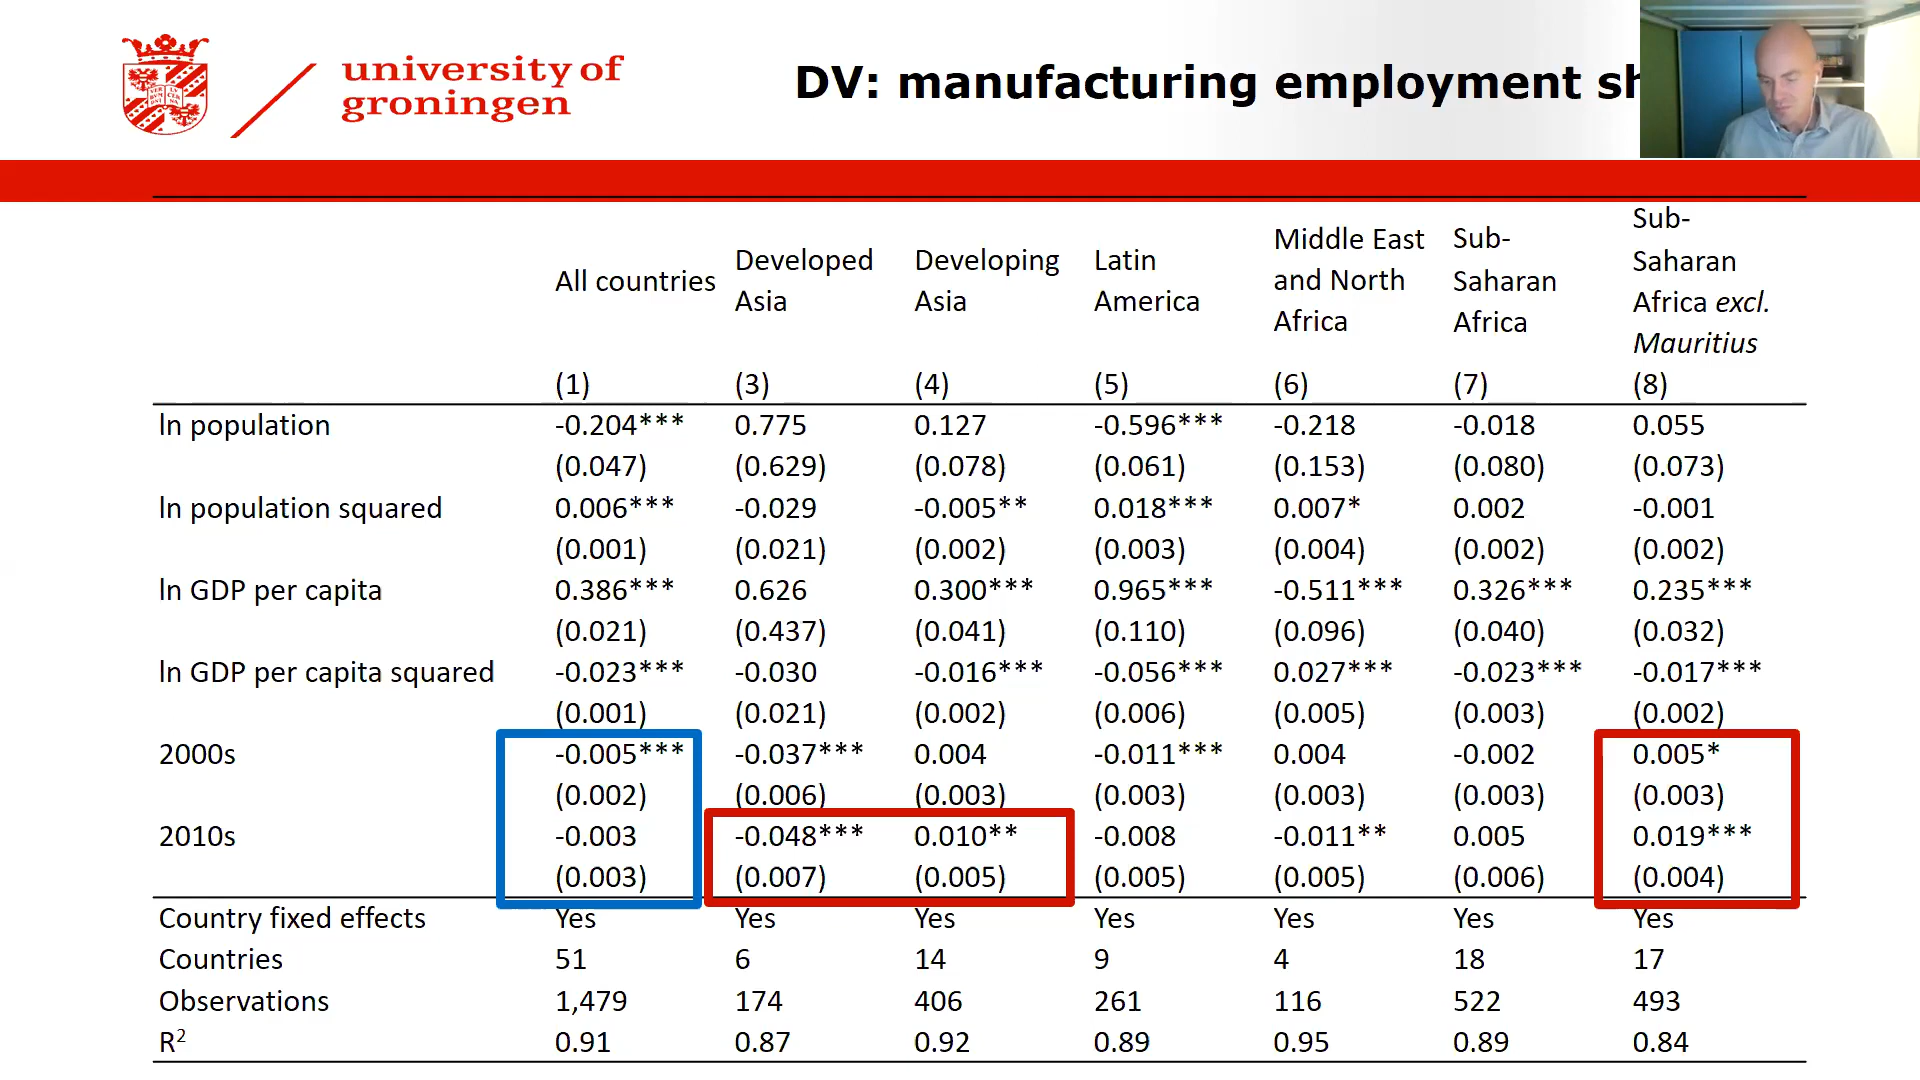 university of
groningen
DV: manufacturing employment sh
All countries Developed Asia Developing Asia Latin America Middle East and North Africa Sub-Saharan Africa Sub-Saharan Africa excl. Mauritius
(1) (3) (4) (5) (6) (7) (8)
ln population -0.204*** 0.775 0.127 -0.596*** -0.218 -0.018 0.055
(0.047) (0.629) (0.078) (0.061) (0.153) (0.080) (0.073)
ln population squared 0.006*** -0.029 -0.005** 0.018*** 0.007* 0.002 -0.001
(0.001) (0.021) (0.002) (0.003) (0.004) (0.002) (0.002)
ln GDP per capita 0.386*** 0.626 0.300*** 0.965*** -0.511*** 0.326*** 0.235***
(0.021) (0.437) (0.041) (0.110) (0.096) (0.040) (0.032)
ln GDP per capita squared -0.023*** -0.030 -0.016*** -0.056*** 0.027*** -0.023*** -0.017***
(0.001) (0.021) (0.002) (0.006) (0.005) (0.003) (0.002)
2000s -0.005*** -0.037*** 0.004 -0.011*** 0.004 -0.002 0.005*
(0.002) (0.006) (0.003) (0.003) (0.003) (0.003) (0.003)
2010s -0.003 -0.048*** 0.010** -0.008 -0.011** 0.005 0.019***
(0.003) (0.007) (0.005) (0.005) (0.005) (0.006) (0.004)
Country fixed effects Yes Yes Yes Yes Yes Yes Yes
Countries 51 6 14 9 4 18 17
Observations 1,479 174 406 261 116 522 493
R² 0.91 0.87 0.92 0.89 0.95 0.89 0.84